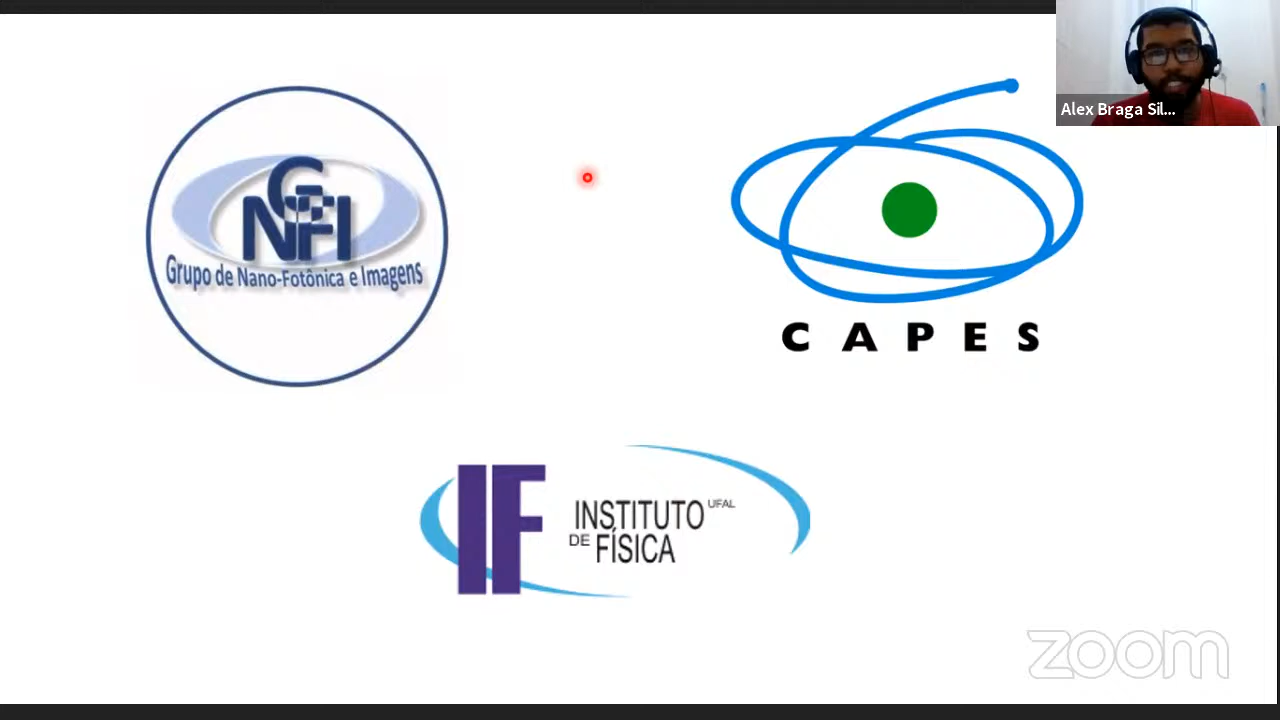 Alex Braga Sil...
GNFI
Grupo de Nano-Fotônica e Imagens
CAPES
IF
INSTITUTO UFAL
DE FÍSICA
zoom